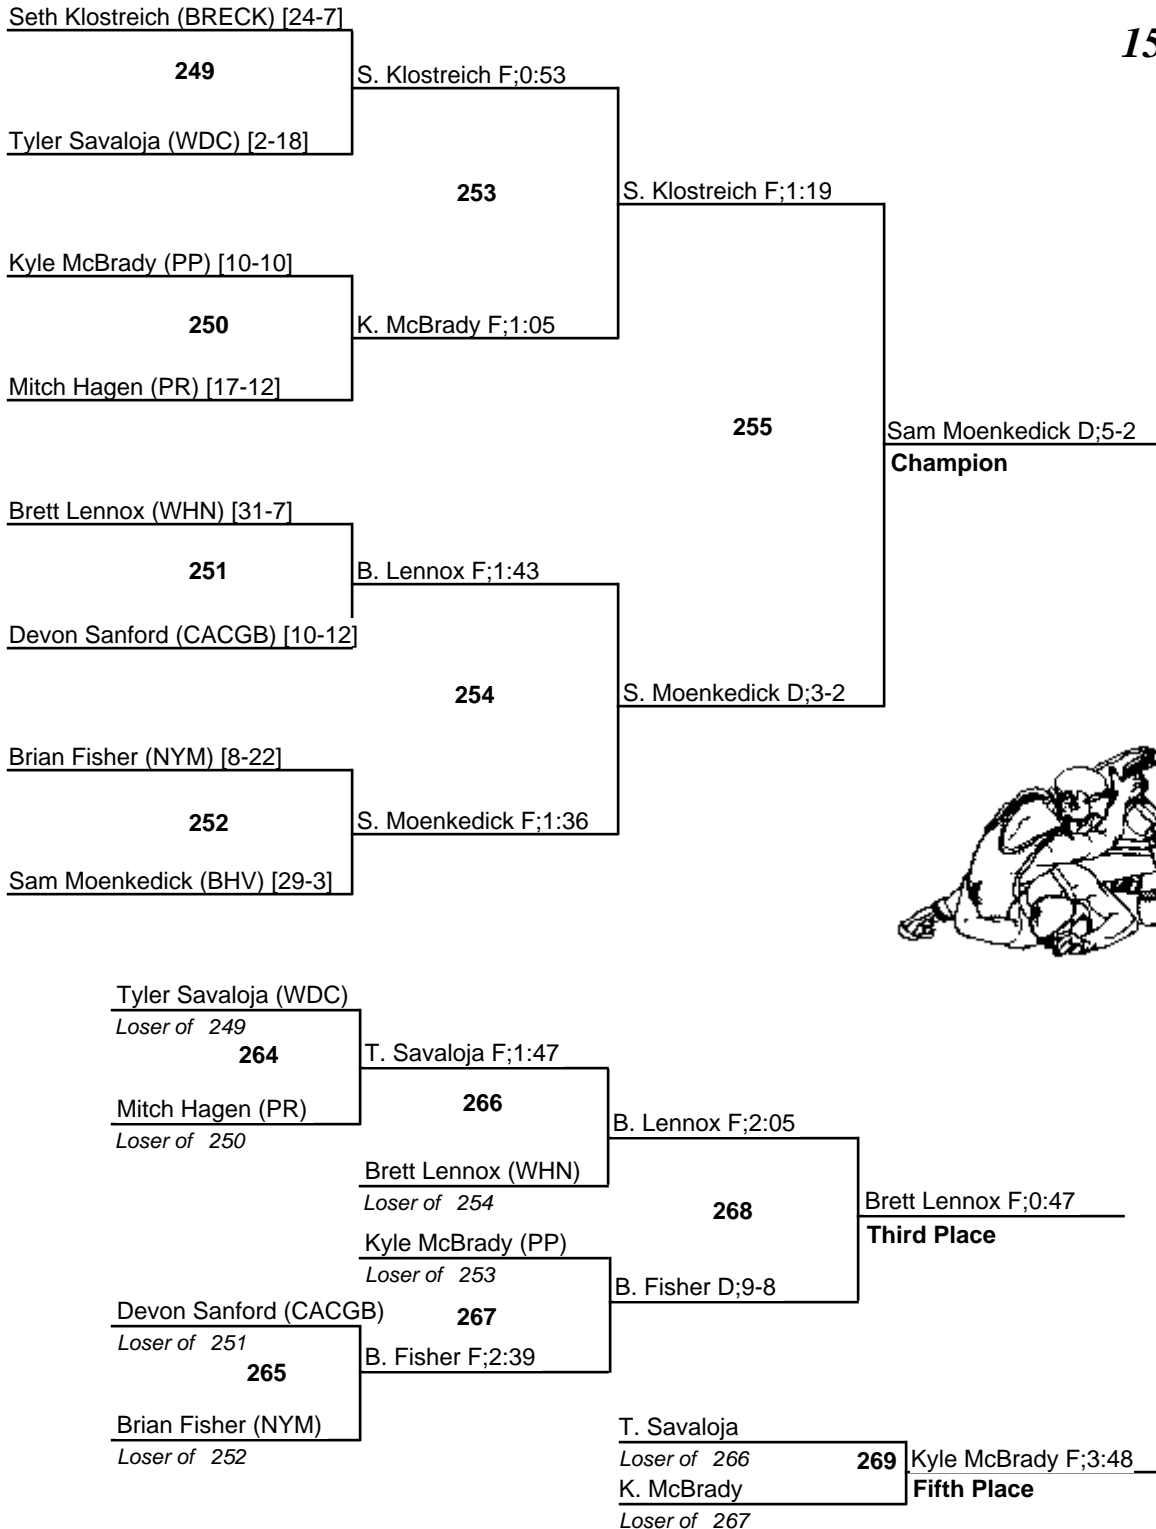 Seth Klostreich (BRECK) [24-7]
15
249
S. Klostreich F;0:53
Tyler Savaloja (WDC) [2-18]
253
S. Klostreich F;1:19
Kyle McBrady (PP) [10-10]
250
K. McBrady F;1:05
Mitch Hagen (PR) [17-12]
255
Sam Moenkedick D;5-2
Champion
Brett Lennox (WHN) [31-7]
251
B. Lennox F;1:43
Devon Sanford (CACGB) [10-12]
254
S. Moenkedick D;3-2
Brian Fisher (NYM) [8-22]
252
S. Moenkedick F;1:36
Sam Moenkedick (BHV) [29-3]
Tyler Savaloja (WDC)
Loser of 249
264
T. Savaloja F;1:47
Mitch Hagen (PR)
Loser of 250
266
B. Lennox F;2:05
Brett Lennox (WHN)
Loser of 254
268
Brett Lennox F;0:47
Third Place
Kyle McBrady (PP)
Loser of 253
B. Fisher D;9-8
Devon Sanford (CACGB)
267
Loser of 251
265
B. Fisher F;2:39
Brian Fisher (NYM)
Loser of 252
T. Savaloja
Loser of 266
269
Kyle McBrady F;3:48
K. McBrady
Fifth Place
Loser of 267